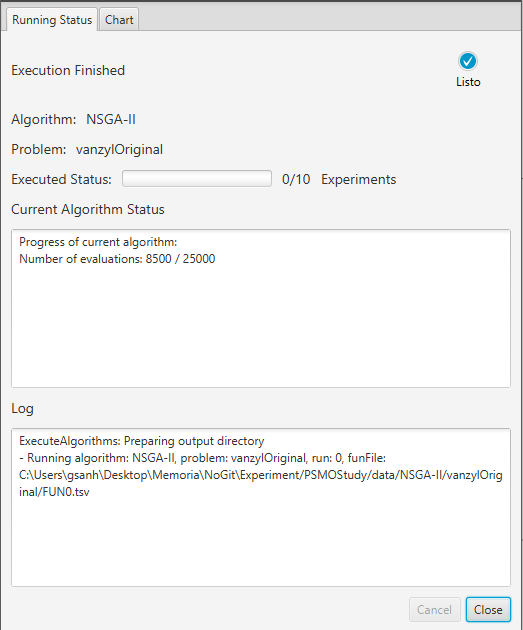 Running Status
Chart
Execution Finished
Listo
Algorithm: NSGA-II
Problem: vanzylOriginal
Executed Status: 0/10 Experiments
Current Algorithm Status
Progress of current algorithm:
Number of evaluations: 8500 / 25000
Log
ExecuteAlgorithms: Preparing output directory
- Running algorithm: NSGA-II, problem: vanzylOriginal, run: 0, funFile:
C:\Users\gsanh\Desktop\Memoria\NoGit\Experiment/PSMOStudy/data/NSGA-II/vanzylOrig
inal/FUN0.tsv
Cancel
Close